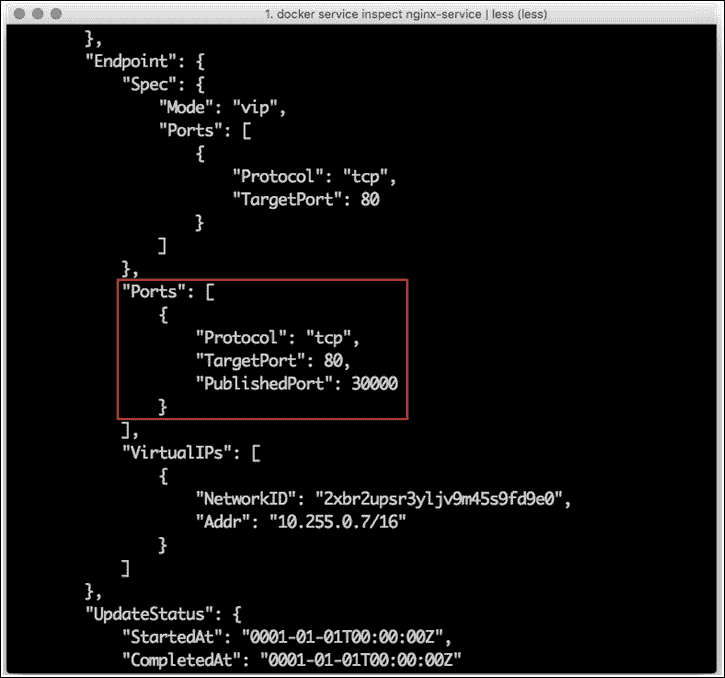 1. docker service inspect nginx-service | less (less)
},
"Endpoint": {
"Spec": {
"Mode": "vip",
"Ports": [
{
"Protocol": "tcp",
"TargetPort": 80
}
]
},
"Ports": [
{
"Protocol": "tcp",
"TargetPort": 80,
"PublishedPort": 30000
}
],
"VirtualIPs": [
{
"NetworkID": "2xbr2upsr3yljv9m45s9fd9e0",
"Addr": "10.255.0.7/16"
}
]
},
"UpdateStatus": {
"StartedAt": "0001-01-01T00:00:00Z",
"CompletedAt": "0001-01-01T00:00:00Z"